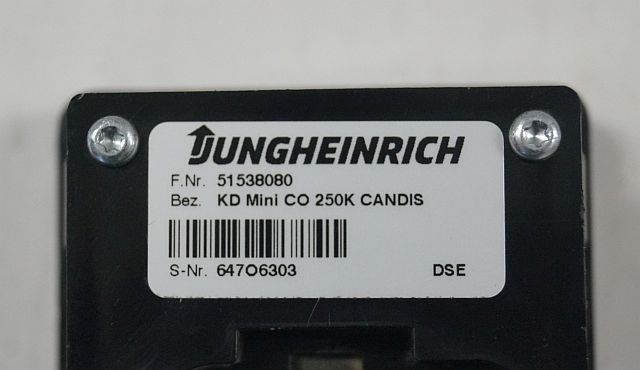 JUNGHEINRICH
F.Nr. 51538080
Bez. KD Mini CO 250K CANDIS
S-Nr. 647O6303 DSE